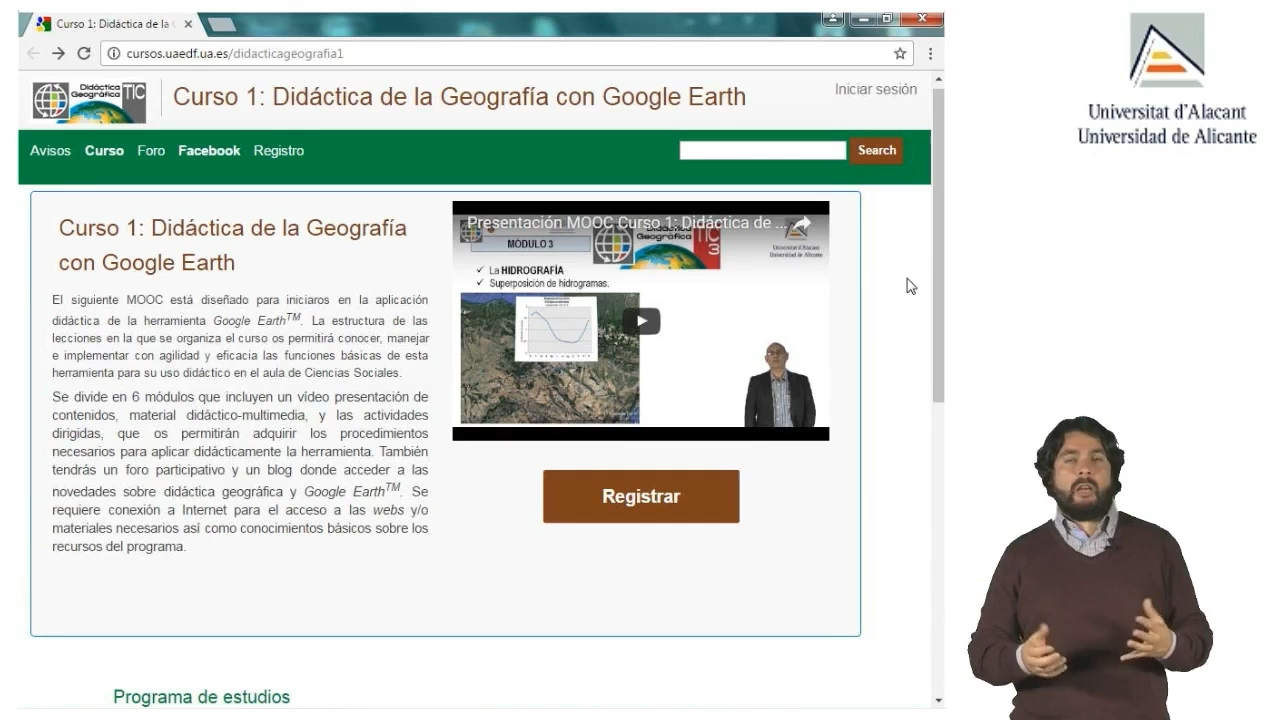 Curso 1: Didáctica de la
cursos.uaedf.ua.es/didacticageografia1
Didáctica
Geográfica TIC
Curso 1: Didáctica de la Geografía con Google Earth
Iniciar sesión
Universitat d'Alacant
Universidad de Alicante
Avisos Curso Foro Facebook Registro
Search
Curso 1: Didáctica de la Geografía
con Google Earth
El siguiente MOOC está diseñado para iniciaros en la aplicación
didáctica de la herramienta Google EarthTM. La estructura de las
lecciones en la que se organiza el curso os permitirá conocer, manejar
e implementar con agilidad y eficacia las funciones básicas de esta
herramienta para su uso didáctico en el aula de Ciencias Sociales.
Se divide en 6 módulos que incluyen un vídeo presentación de
contenidos, material didáctico-multimedia, y las actividades
dirigidas, que os permitirán adquirir los procedimientos
necesarios para aplicar didácticamente la herramienta. También
tendrás un foro participativo y un blog donde acceder a las
novedades sobre didáctica geográfica y Google EarthTM. Se
requiere conexión a Internet para el acceso a las webs y/o
materiales necesarios así como conocimientos básicos sobre los
recursos del programa.
Presentación MOOC Curso 1: Didáctica de ...
MÓDULO 3
Geográfica TIC
3
Universitat d'Alacant
Universidad de Alicante
✓ La HIDROGRAFÍA
✓ Superposición de hidrogramas.
Registrar
Programa de estudios